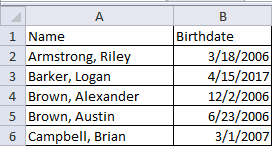 A B
1 Name Birthdate
2 Armstrong, Riley 3/18/2006
3 Barker, Logan 4/15/2017
4 Brown, Alexander 12/2/2006
5 Brown, Austin 6/23/2006
6 Campbell, Brian 3/1/2007